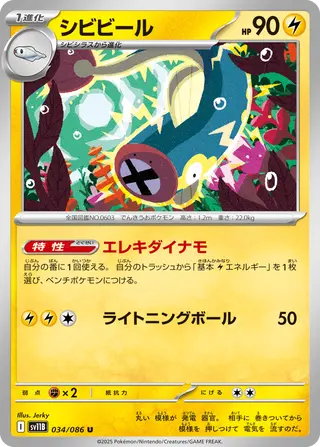 1進化
シビビール
シビシラスから進化
HP 90
全国図鑑NO.0603 でんきうおポケモン 高さ：1.2m 重さ：22.0kg
特性 エレキダイナモ
自分の番に1回使える。自分のトラッシュから「基本エネルギー」を1枚
選び、ベンチポケモンにつける。
ライトニングボール 50
弱点 ×2 抵抗力 にげる
Illus. Jerky
I SV11B 034/086 U
丸い 模様が 発電 器官。 相手に 巻きつき
模様を 押しつけて 電気を 流すのだ。
©2025 Pokémon/Nintendo/Creatures/GAME FREAK.